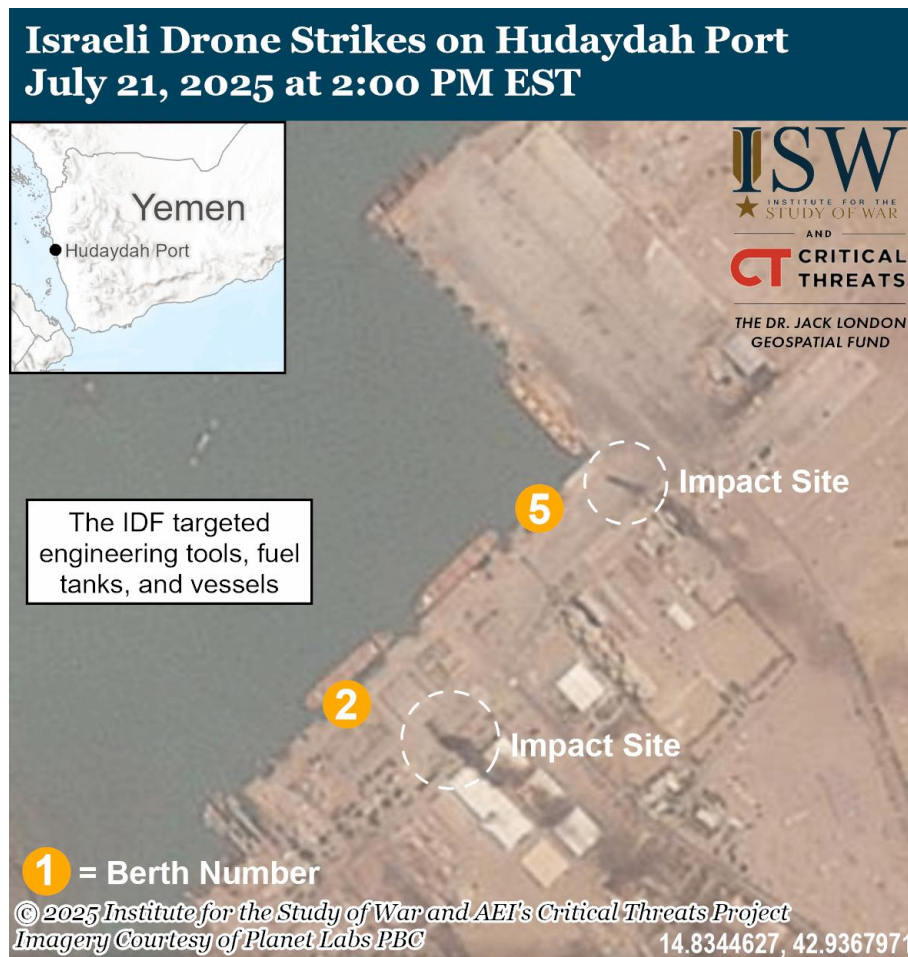 Israeli Drone Strikes on Hudaydah Port
July 21, 2025 at 2:00 PM EST
Yemen
Hudaydah Port
ISW
INSTITUTE FOR THE
STUDY OF WAR
AND
CT CRITICAL
THREATS
THE DR. JACK LONDON
GEOSPATIAL FUND
Impact Site
5
The IDF targeted
engineering tools, fuel
tanks, and vessels
2
Impact Site
1 = Berth Number
© 2025 Institute for the Study of War and AEI's Critical Threats Project
Imagery Courtesy of Planet Labs PBC
14.8344627, 42.9367971